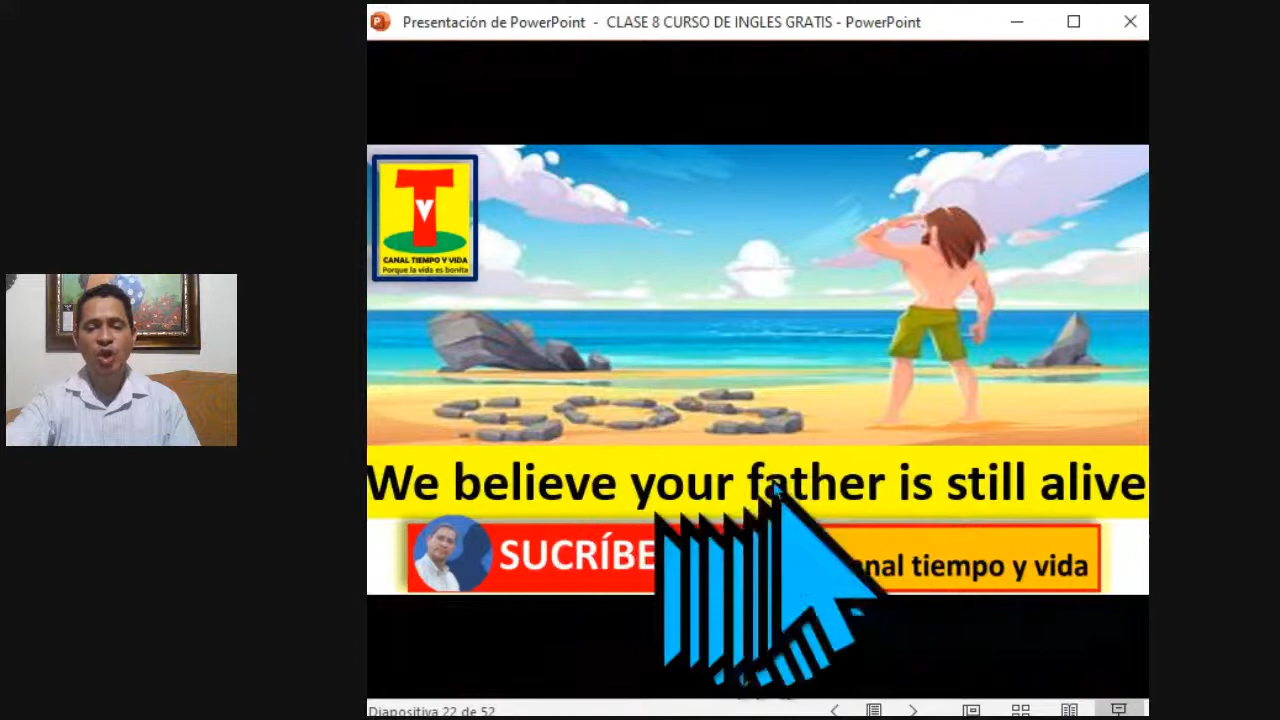 Presentación de PowerPoint - CLASE 8 CURSO DE INGLES GRATIS - PowerPoint
T
V
CANAL TIEMPO Y VIDA
Porque la vida es bonita
SOS
We believe your father is still alive
SUCRÍBE
tiempo y vida
Diapositiva 22 de 52